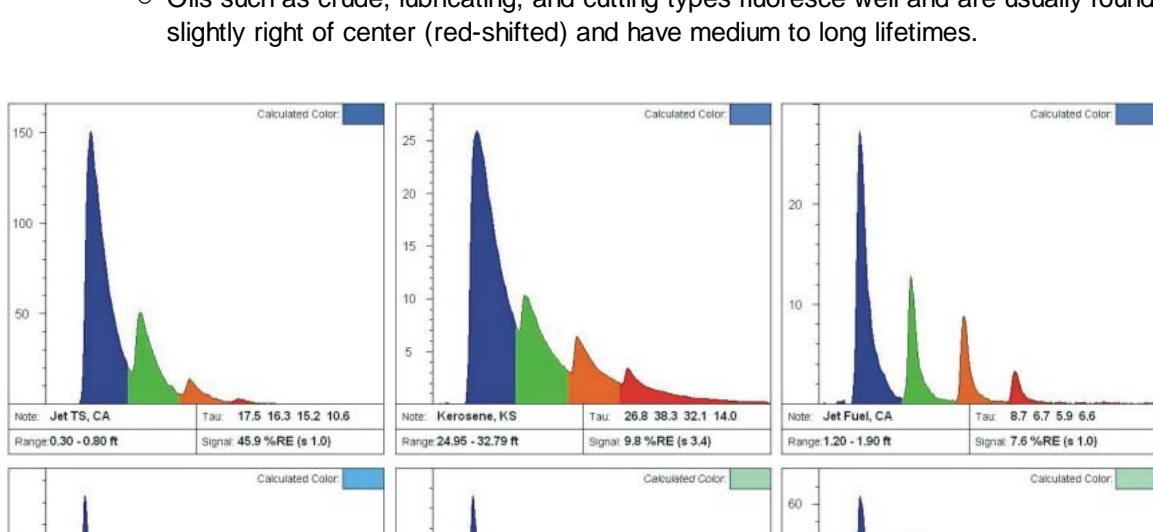 ○ Oils such as crude, lubricating, and cutting types fluoresce well and are usually found
slightly right of center (red-shifted) and have medium to long lifetimes.
Calculated Color:
150
100
50
Note: Jet TS, CA
Tau: 17.5 16.3 15.2 10.6
Range: 0.30 - 0.80 ft
Signal: 45.9 %RE (s 1.0)
Calculated Color:
25
20
15
10
5
Note: Kerosene, KS
Tau: 26.8 38.3 32.1 14.0
Range: 24.95 - 32.79 ft
Signal: 9.8 %RE (s 3.4)
Calculated Color:
20
10
Note: Jet Fuel, CA
Tau: 8.7 6.7 5.9 6.6
Range: 1.20 - 1.90 ft
Signal: 7.6 %RE (s 1.0)
Calculated Color:
Calculated Color:
Calculated Color:
60